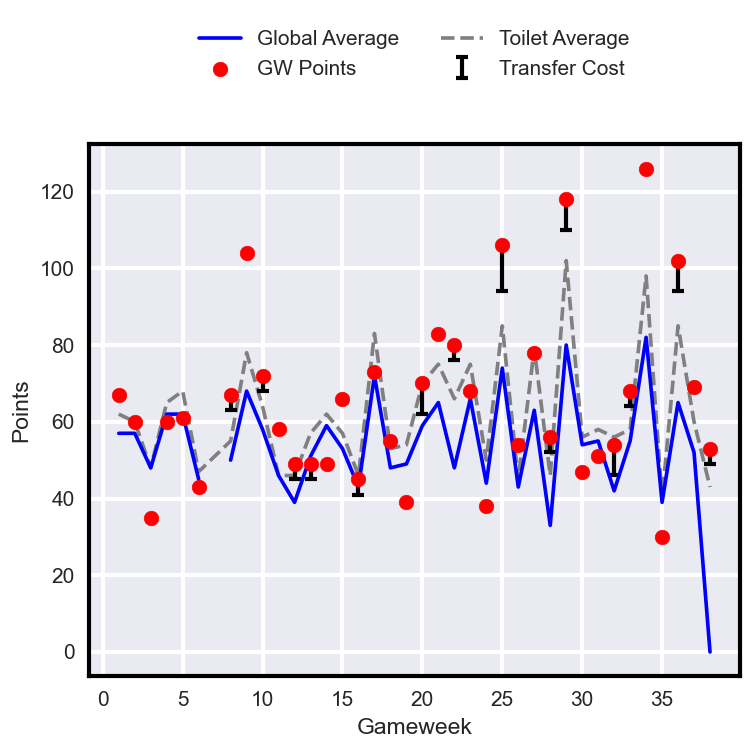 Global Average
GW Points
Toilet Average
Transfer Cost
120
100
80
60
40
20
0
Points
0 5 10 15 20 25 30 35
Gameweek